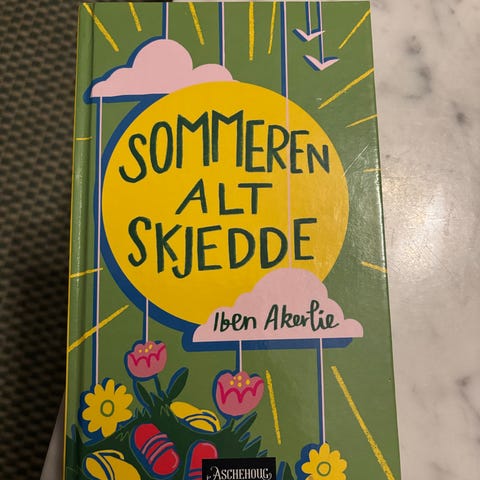 SOMMEREN
ALT
SKJEDDE
Iben Akerlie
ASCHEHOUG